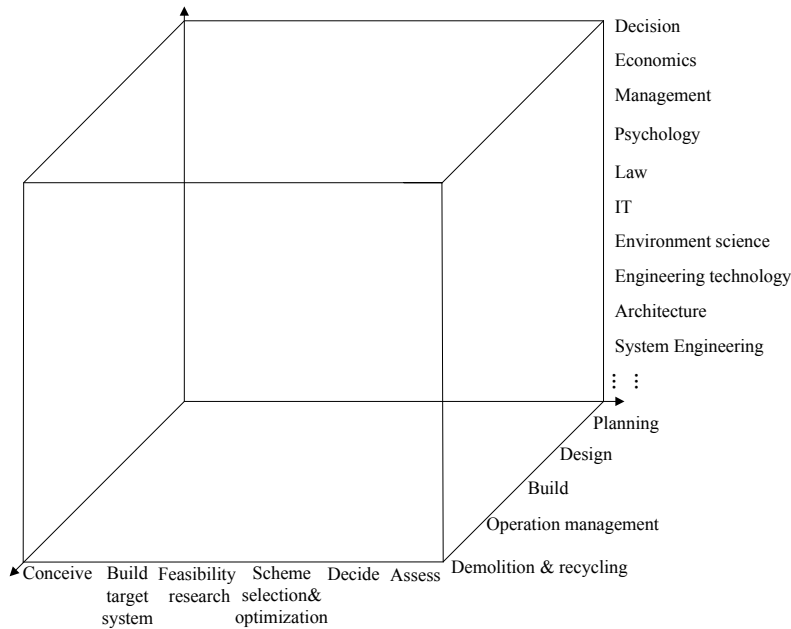 Decision
Economics
Management
Psychology
Law
IT
Environment science
Engineering technology
Architecture
System Engineering
⋮ ⋮
Planning
Design
Build
Operation management
Demolition & recycling
Conceive
Build
target
system
Feasibility
research
Scheme
selection&
optimization
Decide
Assess